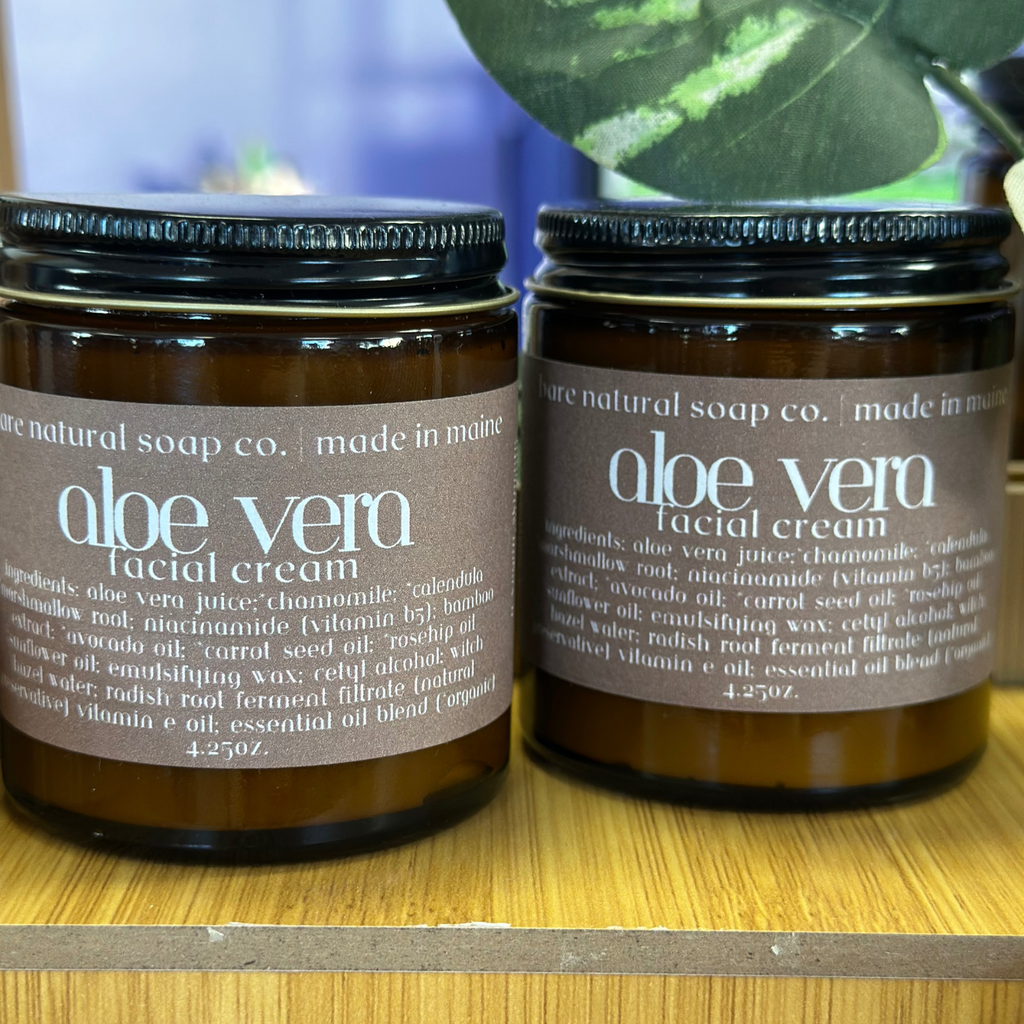 bare natural soap co. | made in maine
aloe vera
facial cream
ingredients: aloe vera juice; *chamomile; *calendula
marshmallow root; niacinamide (vitamin b5); bamboo
extract; *avocado oil; *carrot seed oil; *rosehip oil
sunflower oil; emulsifying wax; cetyl alcohol; witch
hazel water; radish root ferment filtrate (natural
preservative) vitamin e oil; essential oil blend (*organic)
4.25oz.
bare natural soap co. | made in maine
aloe vera
facial cream
ingredients: aloe vera juice; *chamomile; *calendula
marshmallow root; niacinamide (vitamin b5); bamboo
extract; *avocado oil; *carrot seed oil; *rosehip oil
sunflower oil; emulsifying wax; cetyl alcohol; witch
hazel water; radish root ferment filtrate (natural
preservative) vitamin e oil; essential oil blend (*organic)
4.25oz.